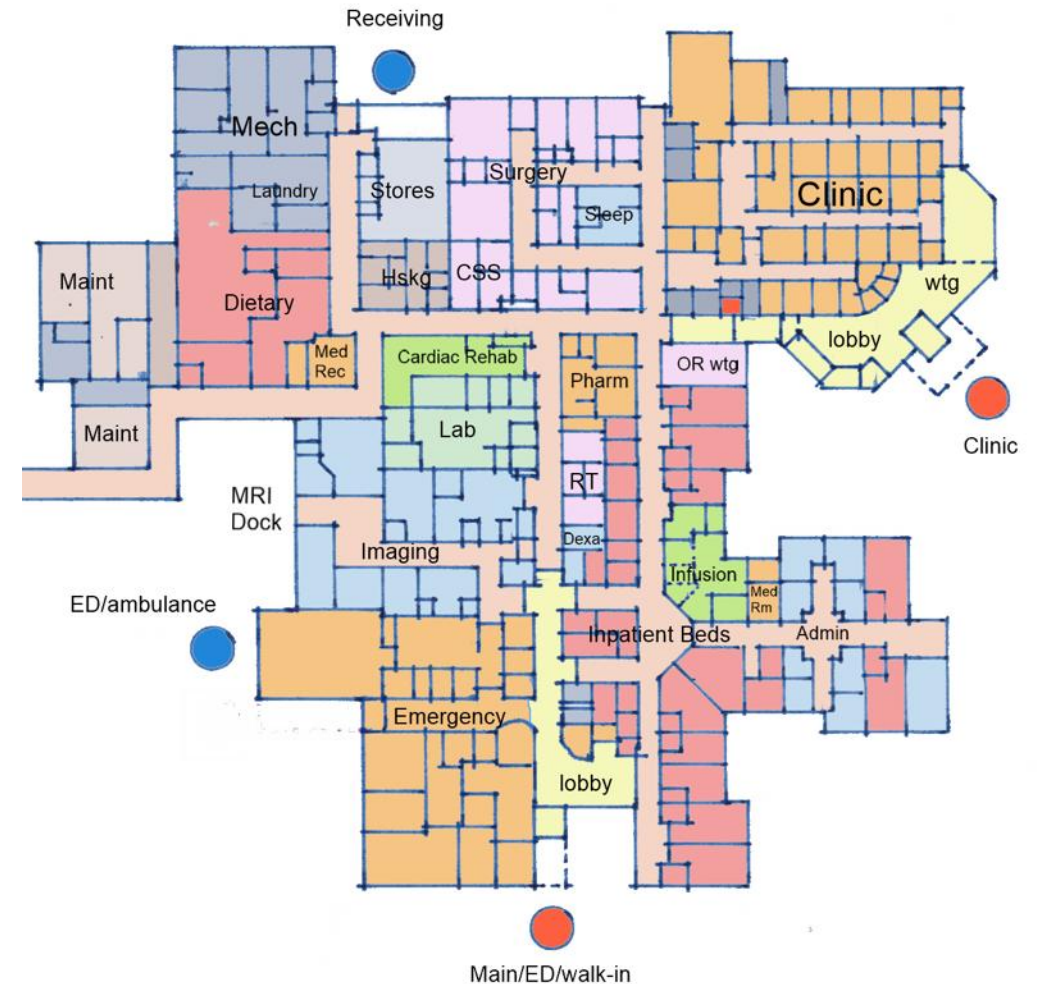 Receiving
Mech
Laundry
Stores
Surgery
Sleep
Clinic
Maint
Dietary
Hskg
CSS
wtg
lobby
Med
Rec
Cardiac Rehab
Pharm
OR wtg
Maint
Lab
Clinic
MRI
Dock
RT
Imaging
Dexa
Infusion
Med
Rm
ED/ambulance
Inpatient Beds
Admin
Emergency
lobby
Main/ED/walk-in